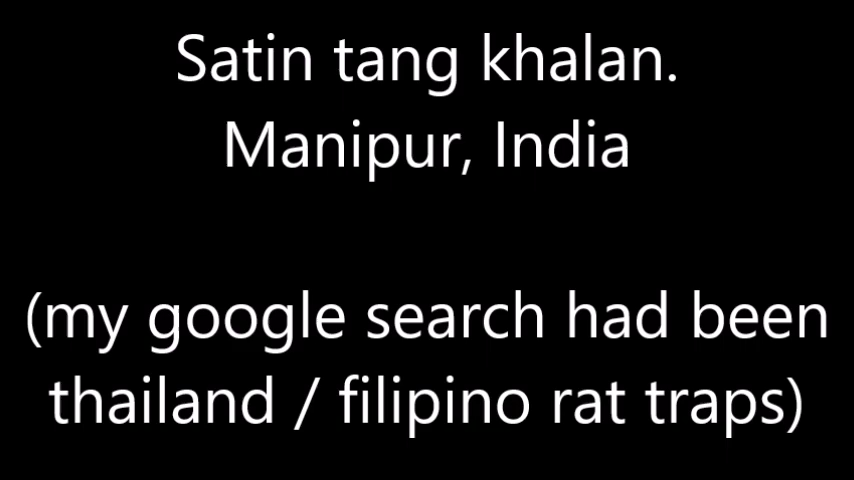 Satin tang khalan.
Manipur, India
(my google search had been
thailand / filipino rat traps)